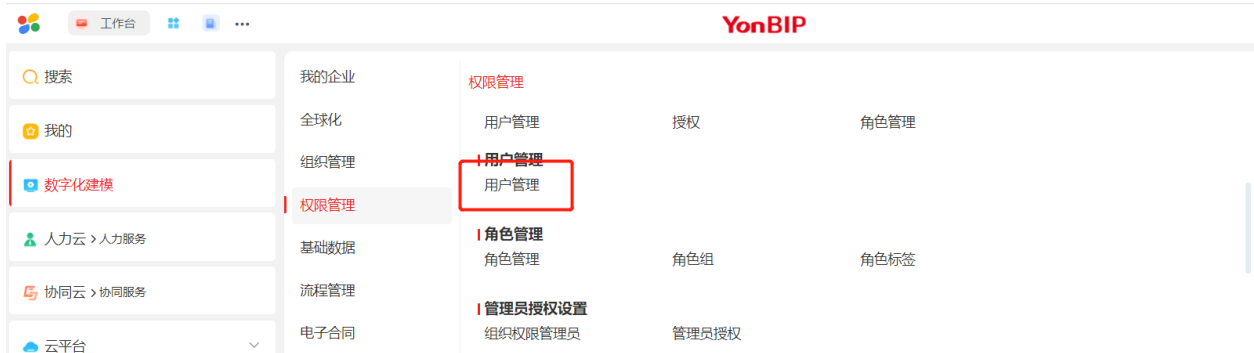 工作台 ... YonBIP
搜索
我的
数字化建模
人力云 > 人力服务
协同云 > 协同服务
云平台
我的企业
全球化
组织管理
权限管理
基础数据
流程管理
电子合同
权限管理
用户管理 授权 角色管理
用户管理
用户管理
角色管理
角色管理 角色组 角色标签
管理员授权设置
组织权限管理员 管理员授权